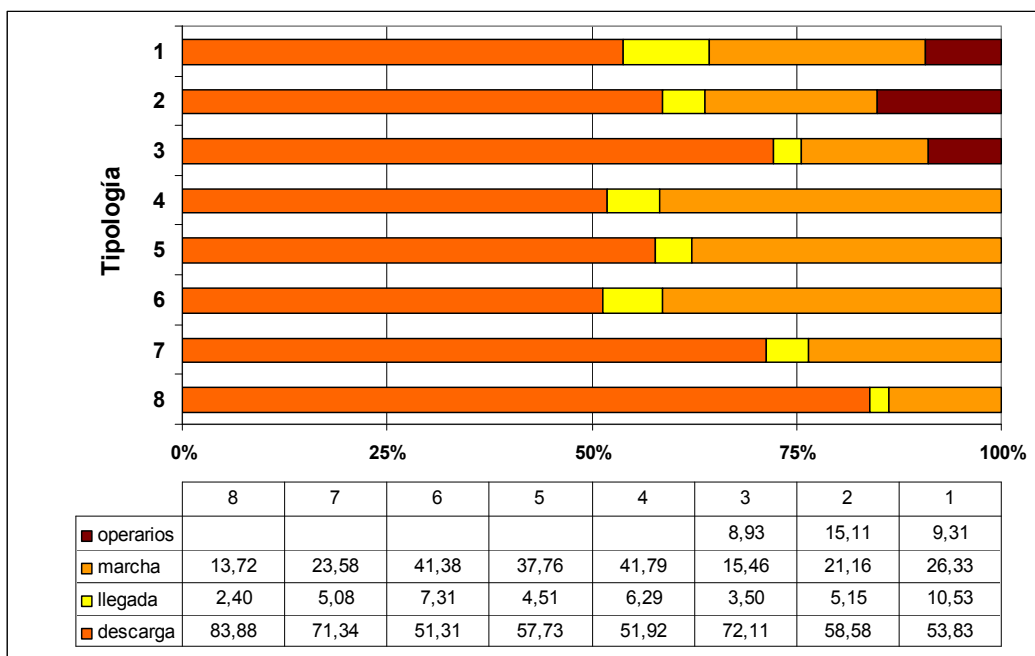 Tipología
1
2
3
4
5
6
7
8
0% 25% 50% 75% 100%
8 7 6 5 4 3 2 1
operarios 8,93 15,11 9,31
marcha 13,72 23,58 41,38 37,76 41,79 15,46 21,16 26,33
llegada 2,40 5,08 7,31 4,51 6,29 3,50 5,15 10,53
descarga 83,88 71,34 51,31 57,73 51,92 72,11 58,58 53,83